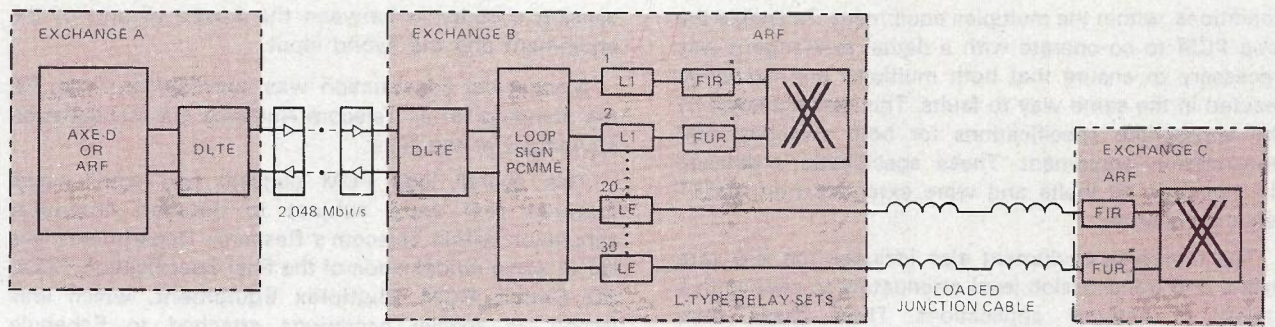 EXCHANGE A
AXE-D
OR
ARF
DLTE
2.048 Mbit/s
EXCHANGE B
ARF
DLTE
LOOP
SIGN
PCMME
1
L1
FIR
2
L1
FUR
20
LE
30
LE
L-TYPE RELAY-SETS
LOADED
JUNCTION CABLE
EXCHANGE C
ARF
FIR
FUR